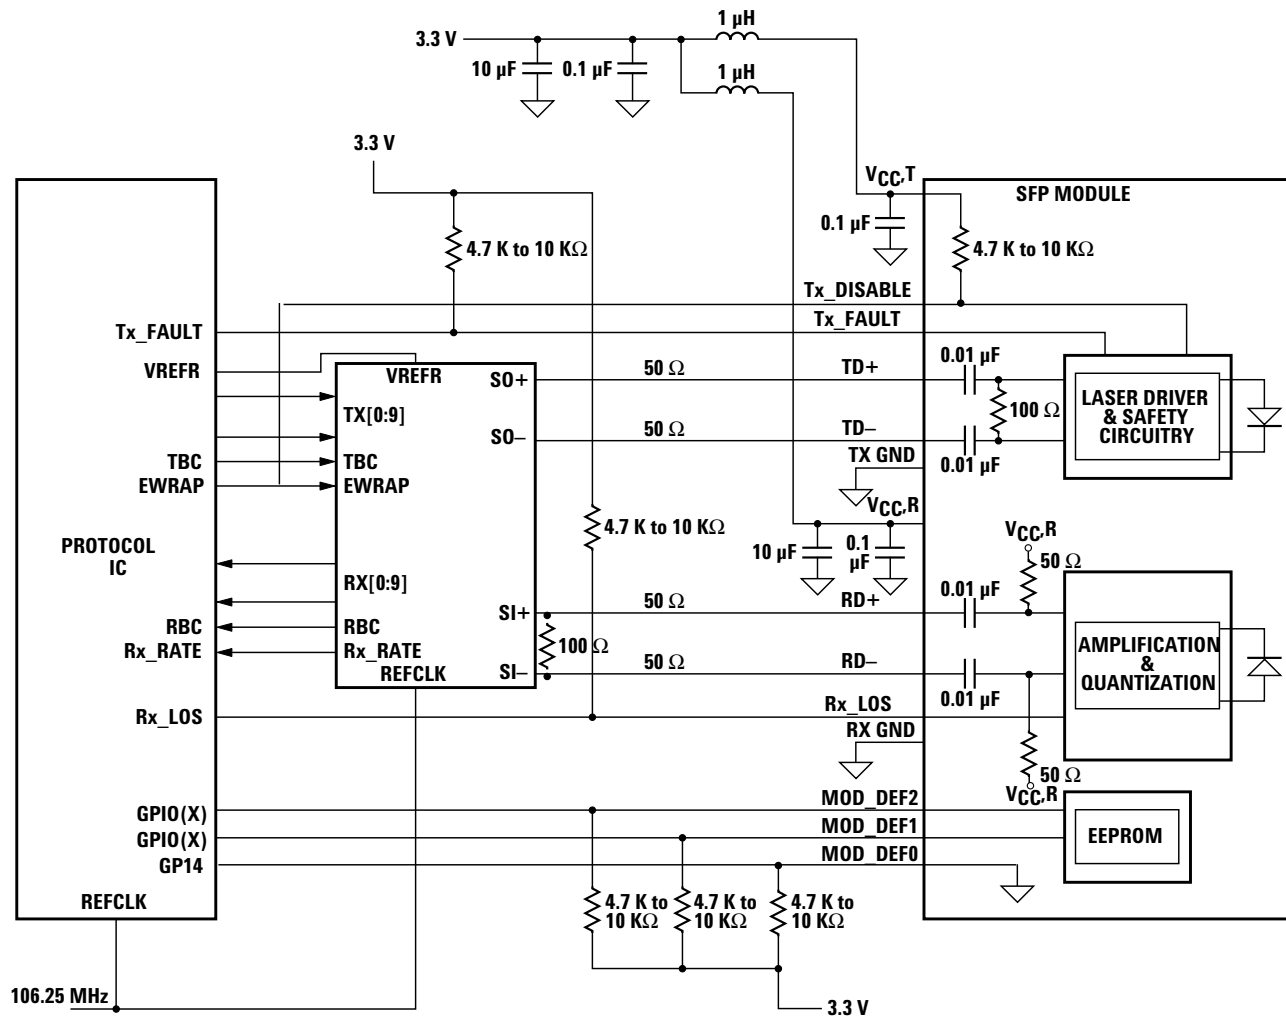 1 µH
3.3 V
10 µF
0.1 µF
1 µH
3.3 V
VCC,T
SFP MODULE
0.1 µF
4.7 K to 10 KΩ
4.7 K to 10 KΩ
Tx_DISABLE
Tx_FAULT
Tx_FAULT
VREFR
VREFR
SO+
50 Ω
TD+
0.01 µF
TX[0:9]
100 Ω
LASER DRIVER
& SAFETY
CIRCUITRY
SO–
50 Ω
TD–
0.01 µF
TBC
TBC
TX GND
EWRAP
EWRAP
VCC,R
4.7 K to 10 KΩ
10 µF
0.1
µF
VCC,R
50 Ω
PROTOCOL
IC
RX[0:9]
0.01 µF
SI+
50 Ω
RD+
RBC
RBC
100 Ω
Rx_RATE
Rx_RATE
AMPLIFICATION
&
QUANTIZATION
REFCLK
SI–
50 Ω
RD–
0.01 µF
Rx_LOS
Rx_LOS
RX GND
50 Ω
VCC,R
GPIO(X)
MOD_DEF2
GPIO(X)
MOD_DEF1
EEPROM
GP14
MOD_DEF0
REFCLK
4.7 K to
10 KΩ
4.7 K to
10 KΩ
4.7 K to
10 KΩ
106.25 MHz
3.3 V